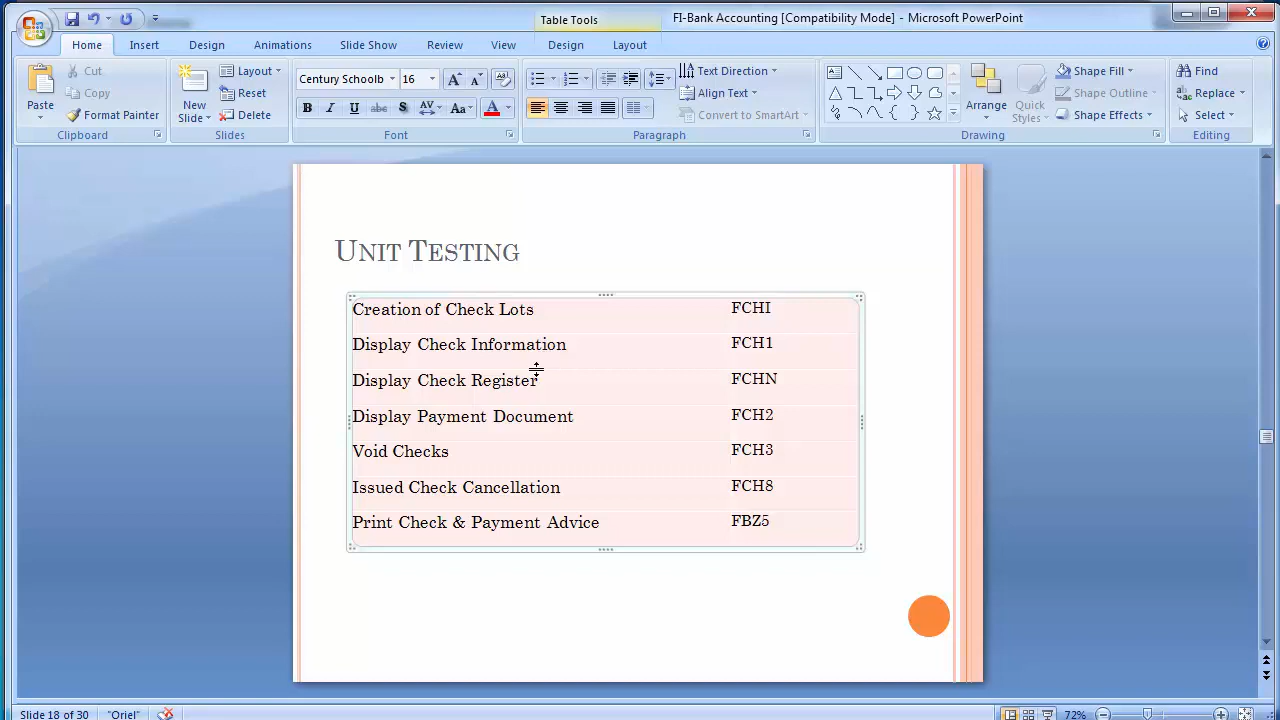 Table Tools
FI-Bank Accounting [Compatibility Mode] - Microsoft PowerPoint
Home Insert Design Animations Slide Show Review View Design Layout
Paste
Cut
Copy
Format Painter
Clipboard
New Slide
Layout
Reset
Delete
Slides
Century Schoolb 16
B I U abc S AV Aa A
Font
Text Direction
Align Text
Convert to SmartArt
Paragraph
Arrange
Quick Styles
Shape Fill
Shape Outline
Shape Effects
Drawing
Find
Replace
Select
Editing
UNIT TESTING
Creation of Check Lots FCHI
Display Check Information FCH1
Display Check Register FCHN
Display Payment Document FCH2
Void Checks FCH3
Issued Check Cancellation FCH8
Print Check & Payment Advice FBZ5
Slide 18 of 30 "Oriel" 72%